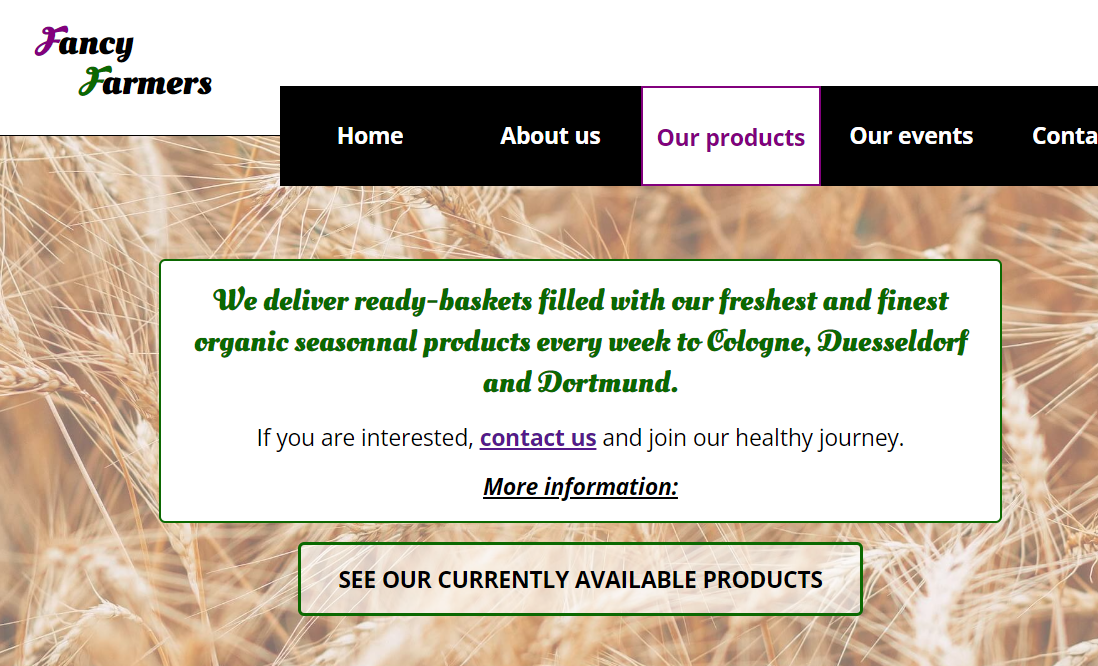 Fancy
Farmers
Home About us Our products Our events Conta
We deliver ready-baskets filled with our freshest and finest
organic seasonnal products every week to Cologne, Duesseldorf
and Dortmund.
If you are interested, contact us and join our healthy journey.
More information:
SEE OUR CURRENTLY AVAILABLE PRODUCTS